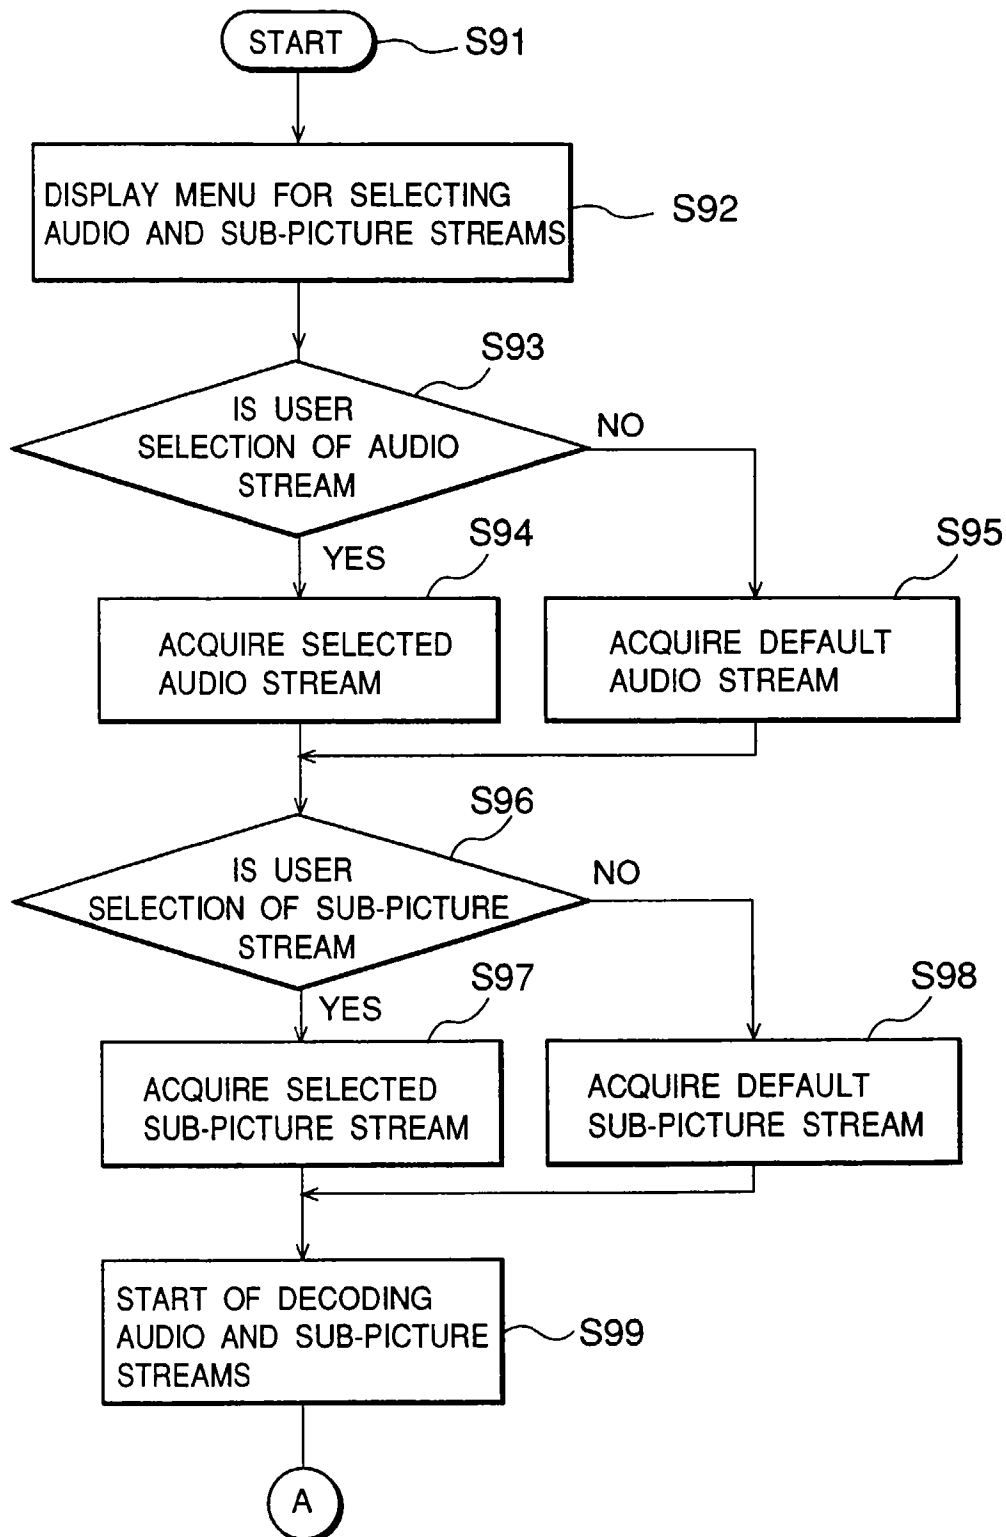 START
S91
DISPLAY MENU FOR SELECTING
AUDIO AND SUB-PICTURE STREAMS
S92
S93
IS USER
SELECTION OF AUDIO
STREAM
NO
YES
S94
S95
ACQUIRE SELECTED
AUDIO STREAM
ACQUIRE DEFAULT
AUDIO STREAM
S96
IS USER
SELECTION OF SUB-PICTURE
STREAM
NO
YES
S97
S98
ACQUIRE SELECTED
SUB-PICTURE STREAM
ACQUIRE DEFAULT
SUB-PICTURE STREAM
START OF DECODING
AUDIO AND SUB-PICTURE
STREAMS
S99
A